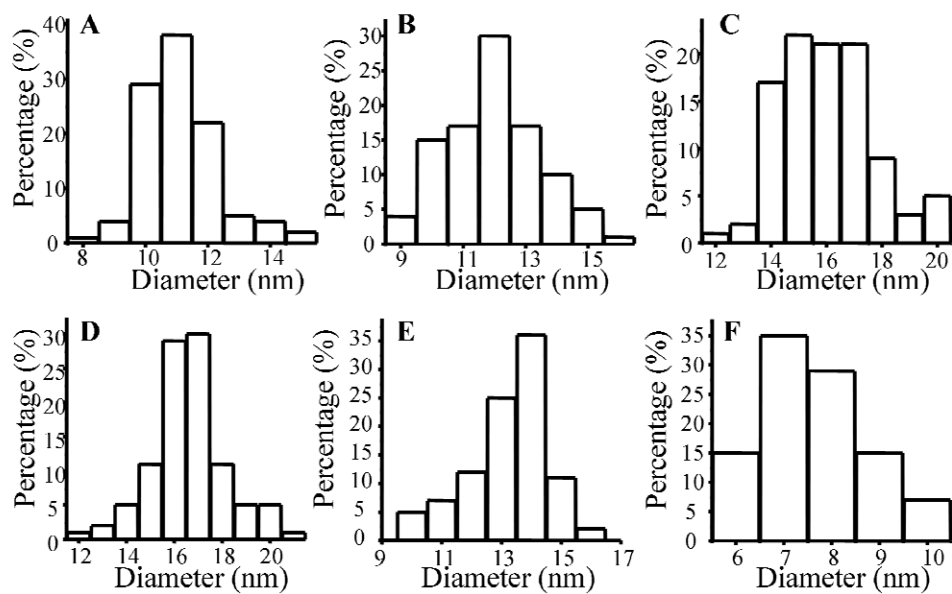 A
Percentage (%)
40
30
20
10
0
8 10 12 14
Diameter (nm)
B
Percentage (%)
30
25
20
15
10
5
0
9 11 13 15
Diameter (nm)
C
Percentage (%)
20
15
10
5
0
12 14 16 18 20
Diameter (nm)
D
Percentage (%)
30
25
20
15
10
5
0
12 14 16 18 20
Diameter (nm)
E
Percentage (%)
35
30
25
20
15
10
5
0
9 11 13 15 17
Diameter (nm)
F
Percentage (%)
35
30
25
20
15
10
5
0
6 7 8 9 10
Diameter (nm)